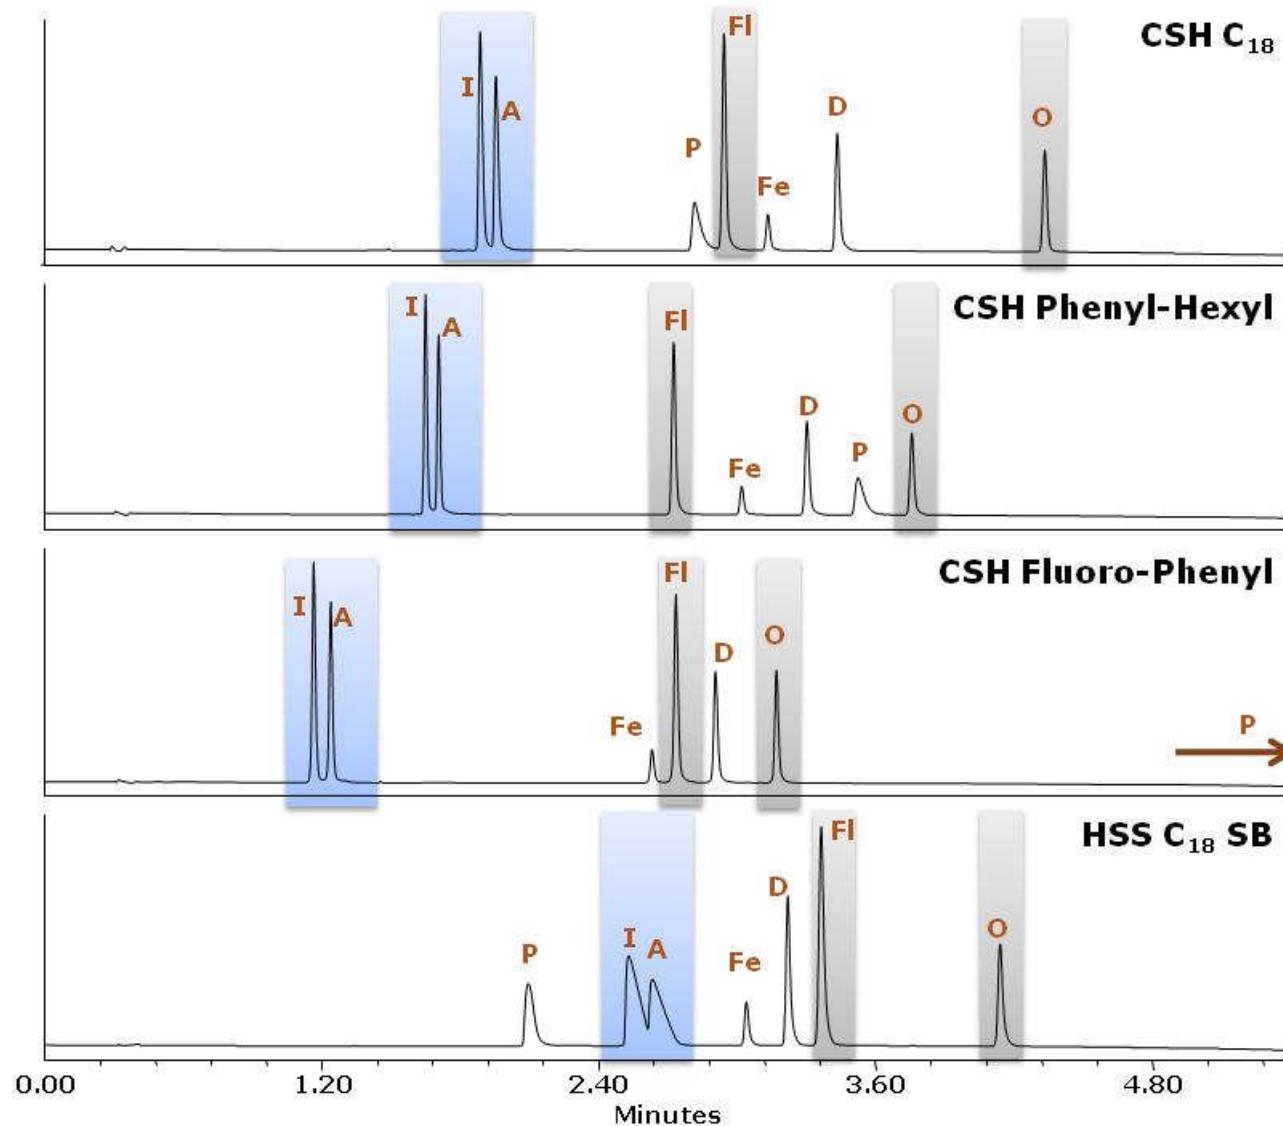 CSH C18
I
A
P
Fl
Fe
D
O
CSH Phenyl-Hexyl
I
A
Fl
Fe
D
P
O
CSH Fluoro-Phenyl
I
A
Fe
Fl
D
O
P
HSS C18 SB
P
I
A
Fe
D
Fl
O
0.00 1.20 2.40 3.60 4.80
Minutes